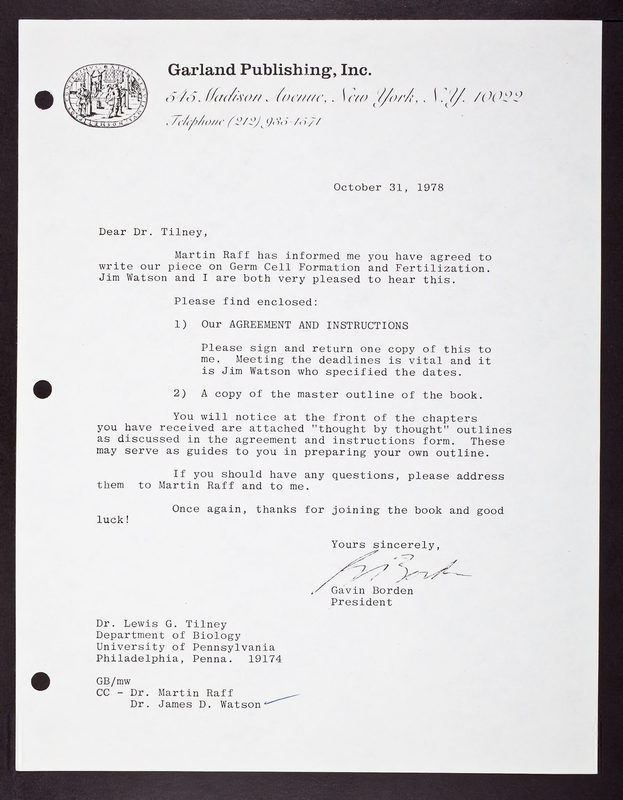 Garland Publishing, Inc.
545 Madison Avenue, New York, N.Y. 10022
Telephone (212) 935-1571
October 31, 1978
Dear Dr. Tilney,
Martin Raff has informed me you have agreed to
write our piece on Germ Cell Formation and Fertilization.
Jim Watson and I are both very pleased to hear this.
Please find enclosed:
1) Our AGREEMENT AND INSTRUCTIONS
Please sign and return one copy of this to
me. Meeting the deadlines is vital and it
is Jim Watson who specified the dates.
2) A copy of the master outline of the book.
You will notice at the front of the chapters
you have received are attached "thought by thought" outlines
as discussed in the agreement and instructions form. These
may serve as guides to you in preparing your own outline.
If you should have any questions, please address
them to Martin Raff and to me.
Once again, thanks for joining the book and good
luck!
Yours sincerely,
Gavin Borden
President
Dr. Lewis G. Tilney
Department of Biology
University of Pennsylvania
Philadelphia, Penna. 19174
GB/mw
CC - Dr. Martin Raff
Dr. James D. Watson